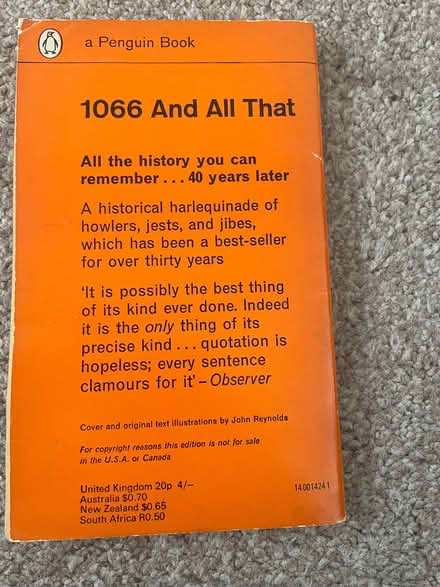 a Penguin Book
1066 And All That
All the history you can
remember . . . 40 years later
A historical harlequinade of
howlers, jests, and jibes,
which has been a best-seller
for over thirty years
'It is possibly the best thing
of its kind ever done. Indeed
it is the only thing of its
precise kind . . . quotation is
hopeless; every sentence
clamours for it' – Observer
Cover and original text illustrations by John Reynolds
For copyright reasons this edition is not for sale
in the U.S.A. or Canada
United Kingdom 20p 4/–
Australia $0.70
New Zealand $0.65
South Africa R0.50
14 0014241